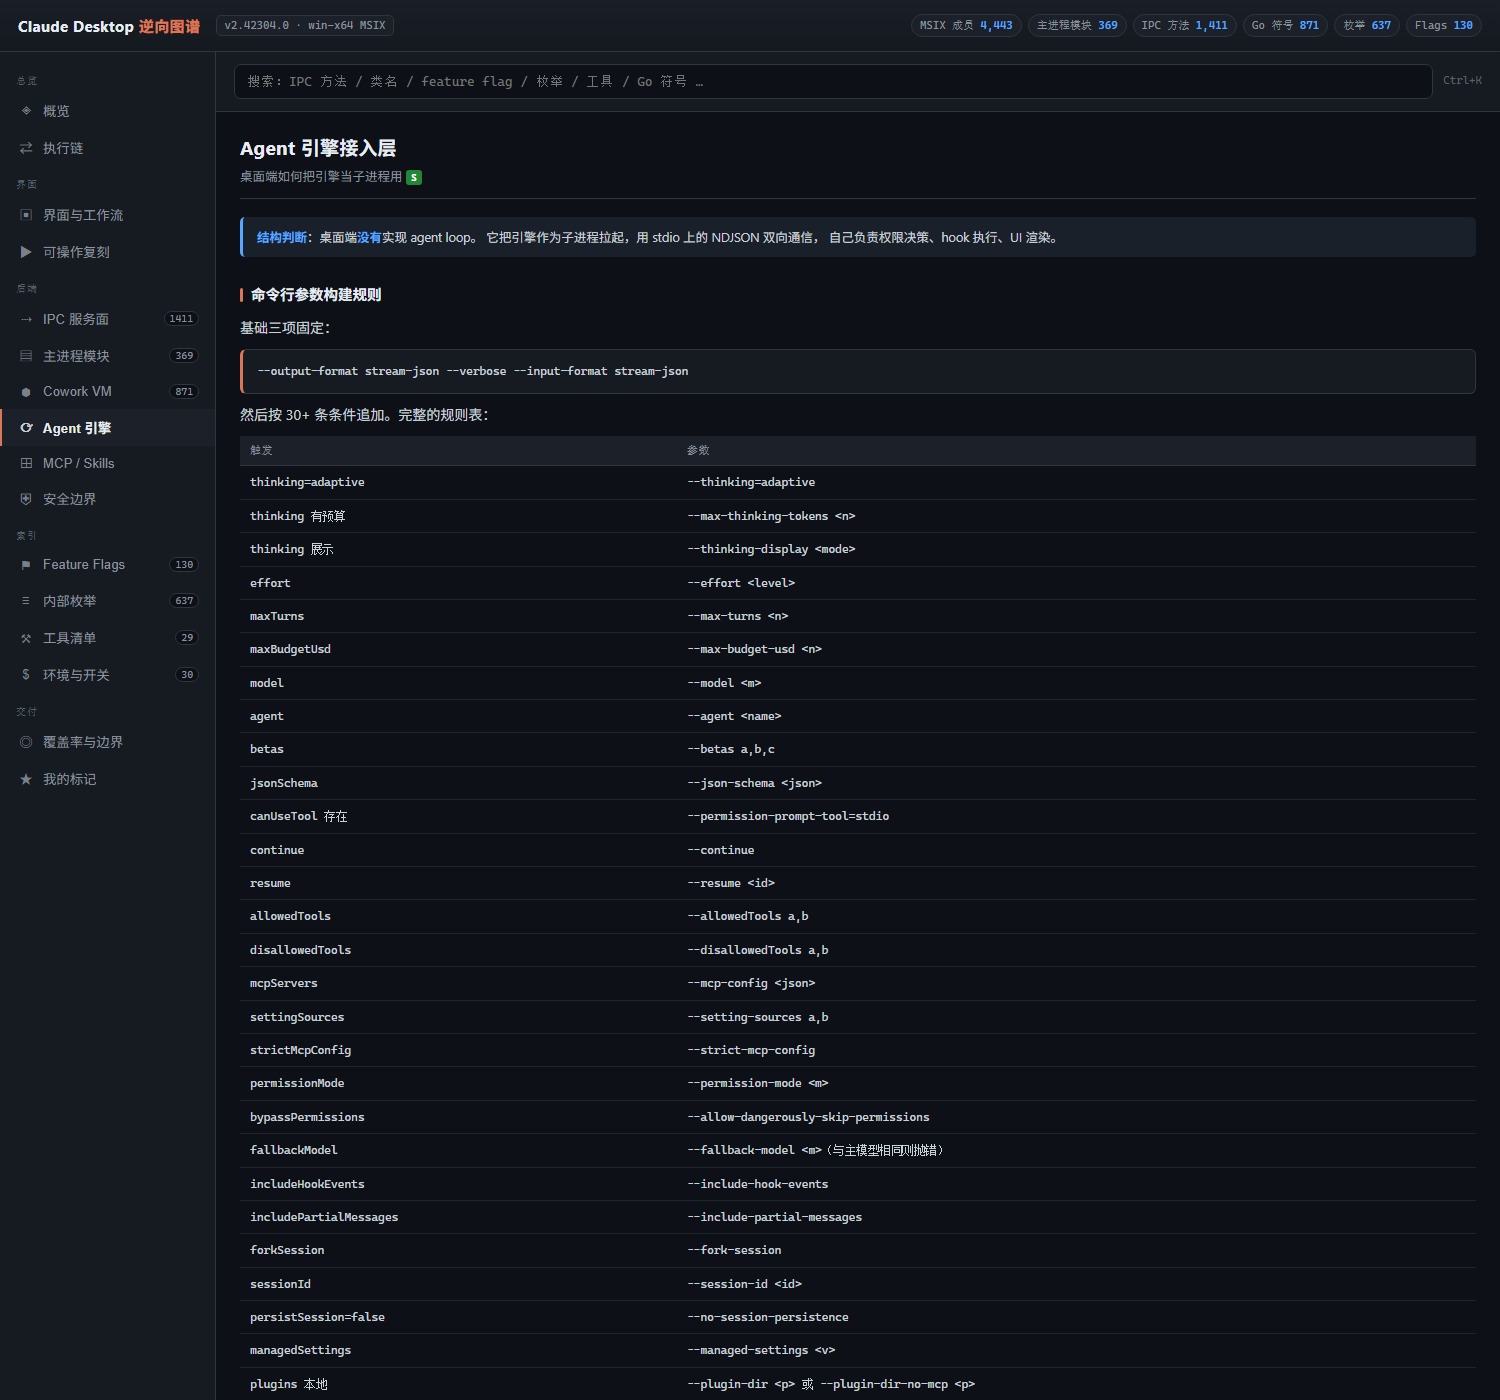 Claude Desktop 逆向图谱
v2.42304.0 · win-x64 MSIX
MSIX 成员 4,443
主进程模块 369
IPC 方法 1,411
Go 符号 871
枚举 637
Flags 130
搜索: IPC 方法 / 类名 / feature flag / 枚举 / 工具 / Go 符号 …
Ctrl+K
总览
概览
执行链
界面
界面与工作流
可操作复刻
后端
IPC 服务面 1411
主进程模块 369
Cowork VM 871
Agent 引擎
MCP / Skills
安全边界
索引
Feature Flags 130
内部枚举 637
工具清单 29
环境与开关 30
交付
覆盖率与边界
我的标记
Agent 引擎接入层
桌面端如何把引擎当子进程用 S
结构判断：桌面端没有实现 agent loop。 它把引擎作为子进程拉起，用 stdio 上的 NDJSON 双向通信， 自己负责权限决策、hook 执行、UI 渲染。
命令行参数构建规则
基础三项固定：
--output-format stream-json --verbose --input-format stream-json
然后按 30+ 条条件追加。完整的规则表：
触发 参数
thinking=adaptive --thinking=adaptive
thinking 有预算 --max-thinking-tokens <n>
thinking 展示 --thinking-display <mode>
effort --effort <level>
maxTurns --max-turns <n>
maxBudgetUsd --max-budget-usd <n>
model --model <m>
agent --agent <name>
betas --betas a,b,c
jsonSchema --json-schema <json>
canUseTool 存在 --permission-prompt-tool=stdio
continue --continue
resume --resume <id>
allowedTools --allowedTools a,b
disallowedTools --disallowedTools a,b
mcpServers --mcp-config <json>
settingSources --setting-sources a,b
strictMcpConfig --strict-mcp-config
permissionMode --permission-mode <m>
bypassPermissions --allow-dangerously-skip-permissions
fallbackModel --fallback-model <m>（与主模型相同则抛错）
includeHookEvents --include-hook-events
includePartialMessages --include-partial-messages
forkSession --fork-session
sessionId --session-id <id>
persistSession=false --no-session-persistence
managedSettings --managed-settings <v>
plugins 本地 --plugin-dir <p> 或 --plugin-dir-no-mcp <p>